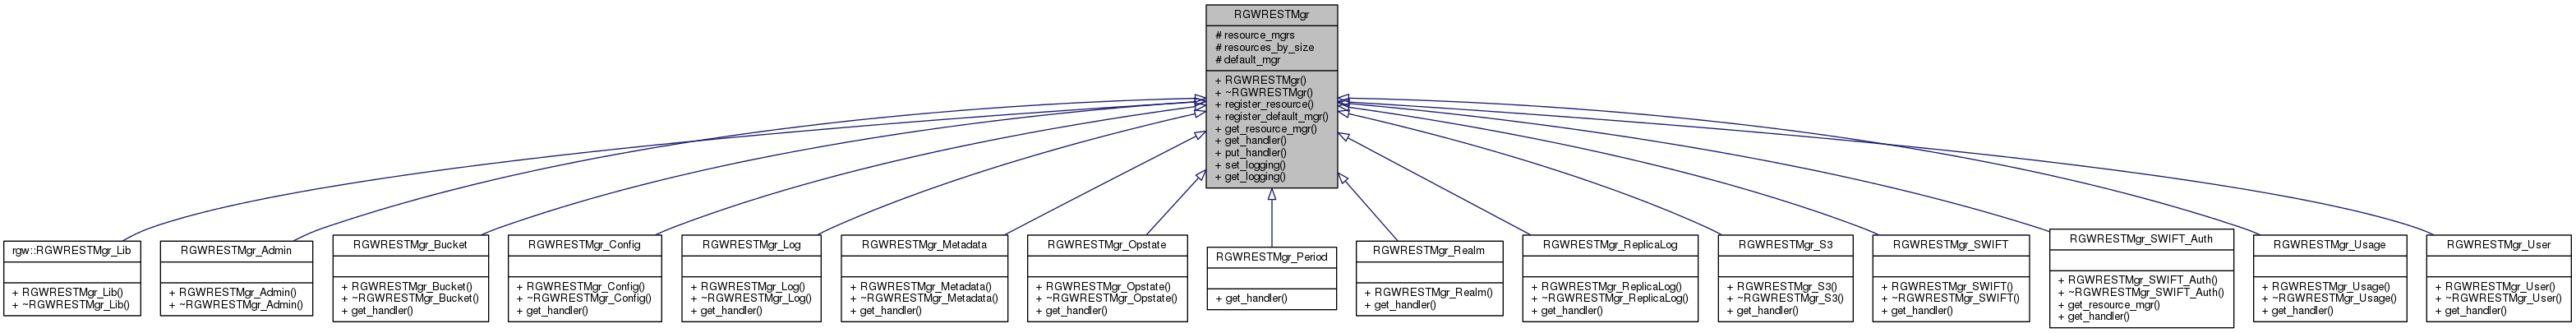 RGWRESTMgr
# resource_mgrs
# resources_by_size
# default_mgr
+ RGWRESTMgr()
+ ~RGWRESTMgr()
+ register_resource()
+ register_default_mgr()
+ get_resource_mgr()
+ get_handler()
+ put_handler()
+ set_logging()
+ get_logging()
rgw::RGWRESTMgr_Lib
+ RGWRESTMgr_Lib()
+ ~RGWRESTMgr_Lib()
RGWRESTMgr_Admin
+ RGWRESTMgr_Admin()
+ ~RGWRESTMgr_Admin()
RGWRESTMgr_Bucket
+ RGWRESTMgr_Bucket()
+ ~RGWRESTMgr_Bucket()
+ get_handler()
RGWRESTMgr_Config
+ RGWRESTMgr_Config()
+ ~RGWRESTMgr_Config()
+ get_handler()
RGWRESTMgr_Log
+ RGWRESTMgr_Log()
+ ~RGWRESTMgr_Log()
+ get_handler()
RGWRESTMgr_Metadata
+ RGWRESTMgr_Metadata()
+ ~RGWRESTMgr_Metadata()
+ get_handler()
RGWRESTMgr_Opstate
+ RGWRESTMgr_Opstate()
+ ~RGWRESTMgr_Opstate()
+ get_handler()
RGWRESTMgr_Period
+ get_handler()
RGWRESTMgr_Realm
+ RGWRESTMgr_Realm()
+ get_handler()
RGWRESTMgr_ReplicaLog
+ RGWRESTMgr_ReplicaLog()
+ ~RGWRESTMgr_ReplicaLog()
+ get_handler()
RGWRESTMgr_S3
+ RGWRESTMgr_S3()
+ ~RGWRESTMgr_S3()
+ get_handler()
RGWRESTMgr_SWIFT
+ RGWRESTMgr_SWIFT()
+ ~RGWRESTMgr_SWIFT()
+ get_handler()
RGWRESTMgr_SWIFT_Auth
+ RGWRESTMgr_SWIFT_Auth()
+ ~RGWRESTMgr_SWIFT_Auth()
+ get_resource_mgr()
+ get_handler()
RGWRESTMgr_Usage
+ RGWRESTMgr_Usage()
+ ~RGWRESTMgr_Usage()
+ get_handler()
RGWRESTMgr_User
+ RGWRESTMgr_User()
+ ~RGWRESTMgr_User()
+ get_handler()